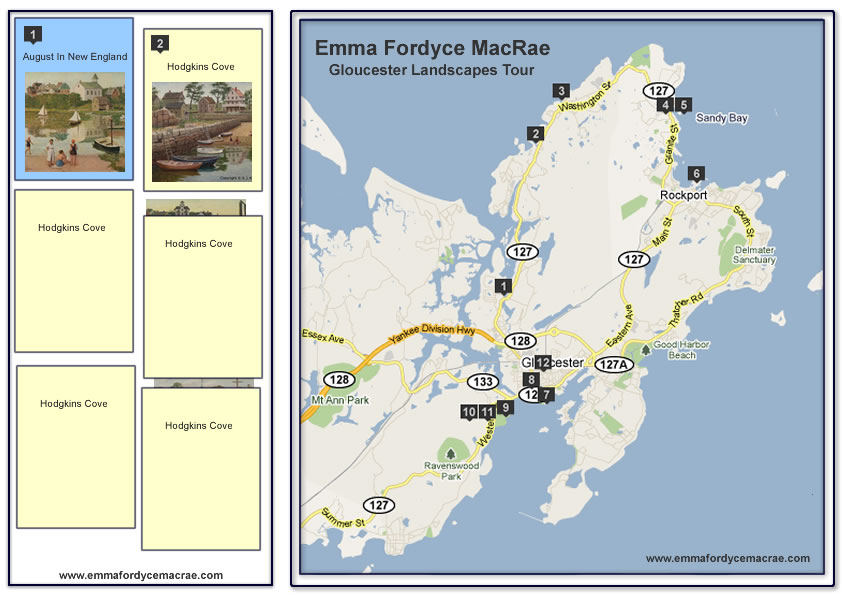 1
August In New England
2
Hodgkins Cove
Hodgkins Cove
Hodgkins Cove
Hodgkins Cove
Hodgkins Cove
www.emmafordycemacrae.com
Emma Fordyce MacRae
Gloucester Landscapes Tour
3
Washington St
127
4
5
Sandy Bay
2
Granite St
6
Rockport
South St
Main St
127
127
Delmater
Sanctuary
1
Thatcher Rd
Eastern Ave
Essex Ave
Yankee Division Hwy
128
Good Harbor
Beach
12
127A
128
133
8
7
Mt Ann Park
10
11
9
Ravenswood
Park
127
Summer St
www.emmafordycemacrae.com